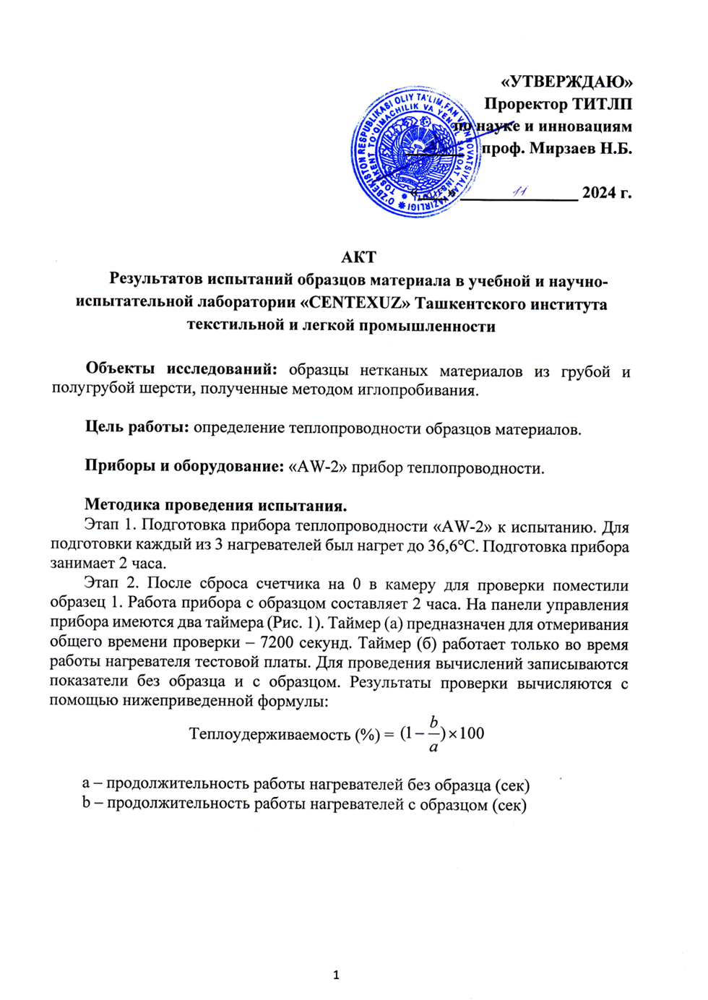 «УТВЕРЖДАЮ»
Проректор ТИТЛП
по науке и инновациям
проф. Мирзаев Н.Б.
«___» 11 2024 г.
O'ZBEKISTON RESPUBLIKASI OLIY TA'LIM, FAN VA INNOVATSIYALAR VAZIRLIGI
TOSHKENT TO'QIMACHILIK VA YENGIL SANOAT INSTITUTI
АКТ
Результатов испытаний образцов материала в учебной и научно-
испытательной лаборатории «CENTEXUZ» Ташкентского института
текстильной и легкой промышленности
Объекты исследований: образцы нетканых материалов из грубой и
полугрубой шерсти, полученные методом иглопробивания.
Цель работы: определение теплопроводности образцов материалов.
Приборы и оборудование: «AW-2» прибор теплопроводности.
Методика проведения испытания.
Этап 1. Подготовка прибора теплопроводности «AW-2» к испытанию. Для
подготовки каждый из 3 нагревателей был нагрет до 36,6°С. Подготовка прибора
занимает 2 часа.
Этап 2. После сброса счетчика на 0 в камеру для проверки поместили
образец 1. Работа прибора с образцом составляет 2 часа. На панели управления
прибора имеются два таймера (Рис. 1). Таймер (а) предназначен для отмеривания
общего времени проверки – 7200 секунд. Таймер (б) работает только во время
работы нагревателя тестовой платы. Для проведения вычислений записываются
показатели без образца и с образцом. Результаты проверки вычисляются с
помощью нижеприведенной формулы:
Теплоудерживаемость (%) = (1 − b/a) × 100
a – продолжительность работы нагревателей без образца (сек)
b – продолжительность работы нагревателей с образцом (сек)
1